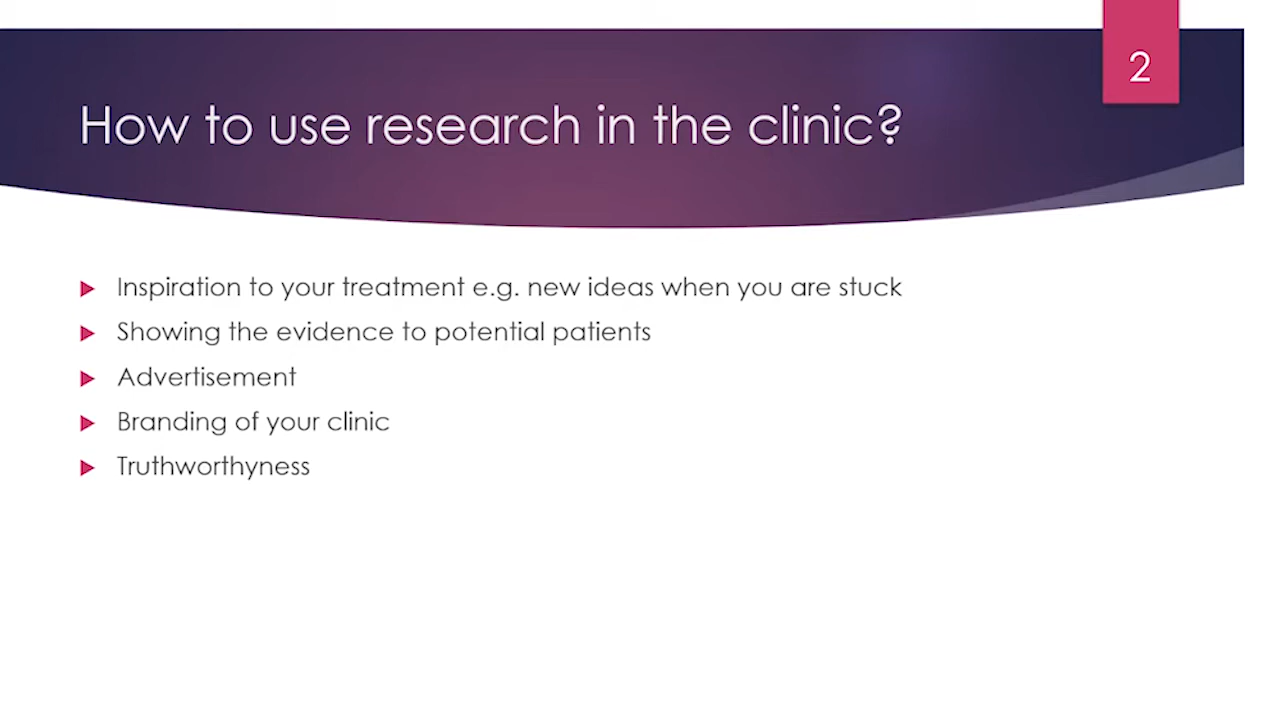 2
How to use research in the clinic?
Inspiration to your treatment e.g. new ideas when you are stuck
Showing the evidence to potential patients
Advertisement
Branding of your clinic
Truthworthyness